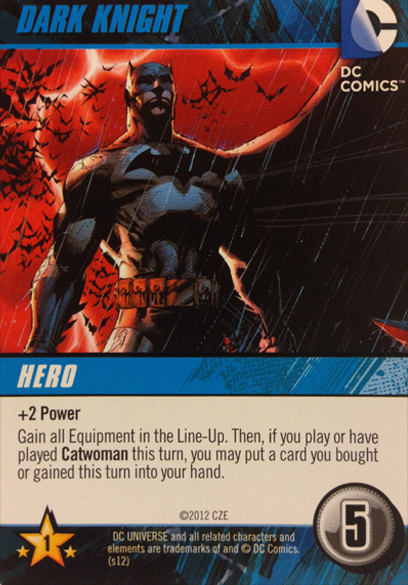 DARK KNIGHT
DC
COMICS™
HERO
+2 Power
Gain all Equipment in the Line-Up. Then, if you play or have
played Catwoman this turn, you may put a card you bought
or gained this turn into your hand.
©2012 CZE
1
DC UNIVERSE and all related characters and
elements are trademarks of and © DC Comics.
(s12)
5